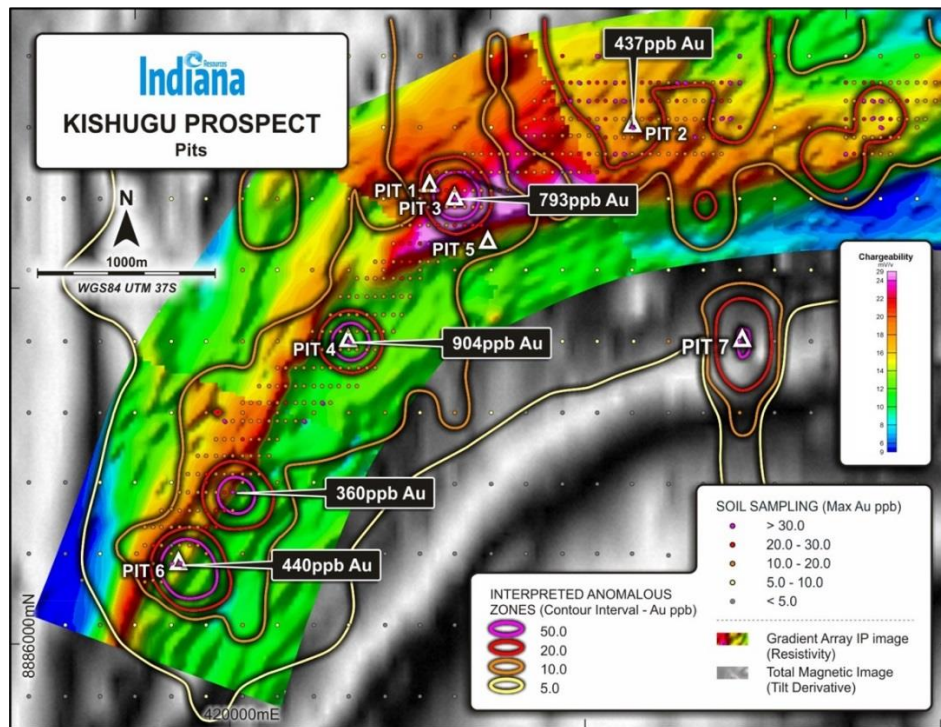 Indiana
Resources
KISHUGU PROSPECT
Pits
437ppb Au
PIT 2
PIT 1
PIT 3
793ppb Au
PIT 5
N
1000m
WGS84 UTM 37S
Chargeability
mV/v
29
26
24
22
20
18
16
14
12
10
9
PIT 4
904ppb Au
PIT 7
360ppb Au
PIT 6
440ppb Au
INTERPRETED ANOMALOUS
ZONES (Contour Interval - Au ppb)
50.0
20.0
10.0
5.0
SOIL SAMPLING (Max Au ppb)
> 30.0
20.0 - 30.0
10.0 - 20.0
5.0 - 10.0
< 5.0
Gradient Array IP image
(Resistivity)
Total Magnetic Image
(Tilt Derivative)
8886000mN
420000mE